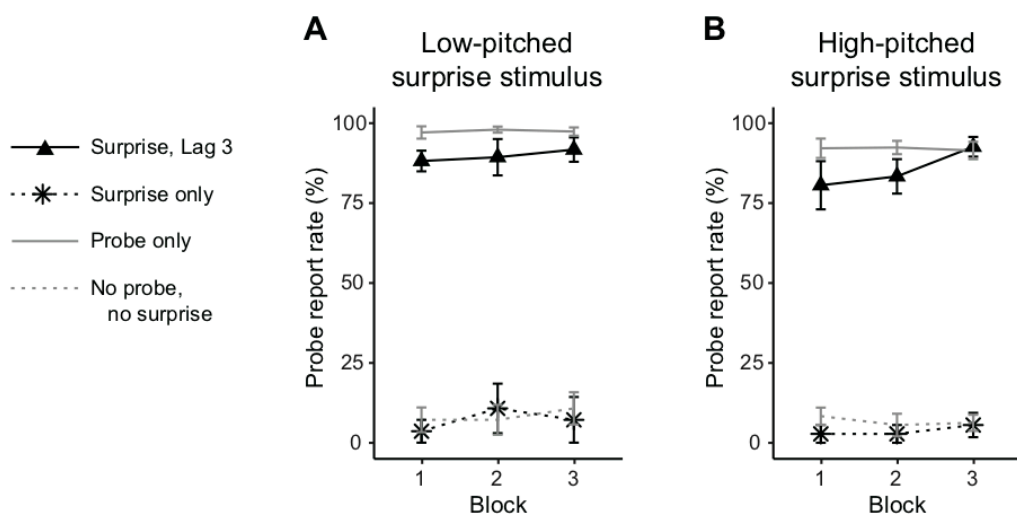 A
Low-pitched
surprise stimulus
B
High-pitched
surprise stimulus
Surprise, Lag 3
Surprise only
Probe only
No probe,
no surprise
Probe report rate (%)
100
75
50
25
0
1 2 3
Block
Probe report rate (%)
100
75
50
25
0
1 2 3
Block